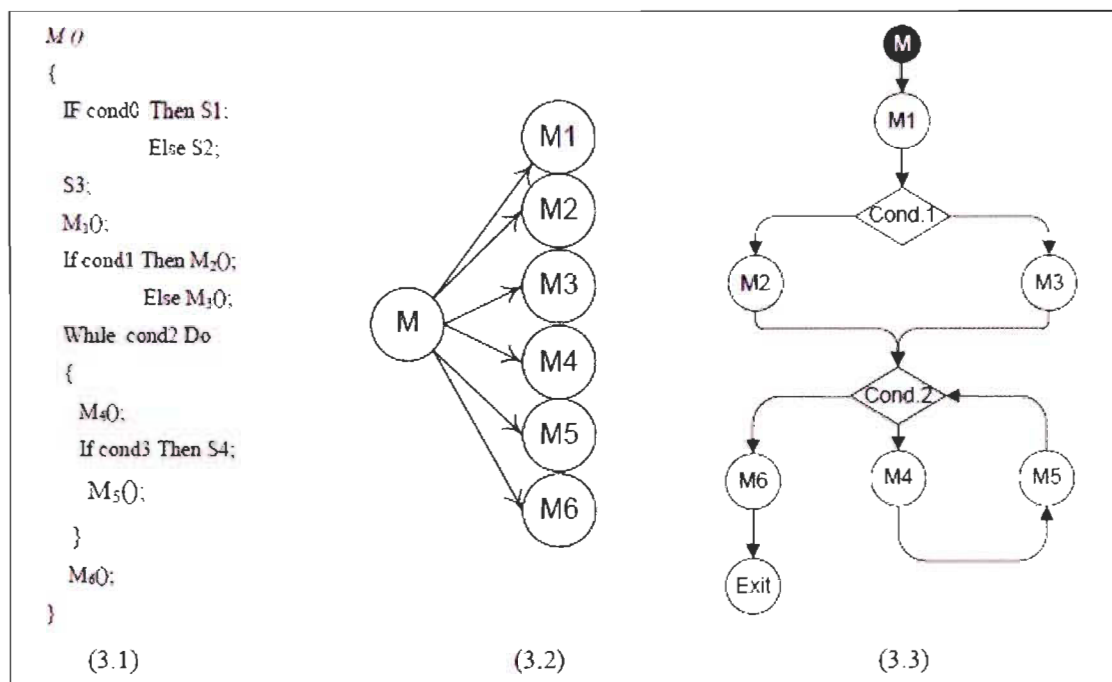 M ()
{
IF cond0 Then S1;
Else S2;
S3;
M₁();
If cond1 Then M₂();
Else M₃();
While cond2 Do
{
M₄();
If cond3 Then S4;
M₅();
}
M₆();
}
(3.1)
M
M1
M2
M3
M4
M5
M6
(3.2)
M
M1
Cond.1
M2
M3
Cond.2
M6
M4
M5
Exit
(3.3)